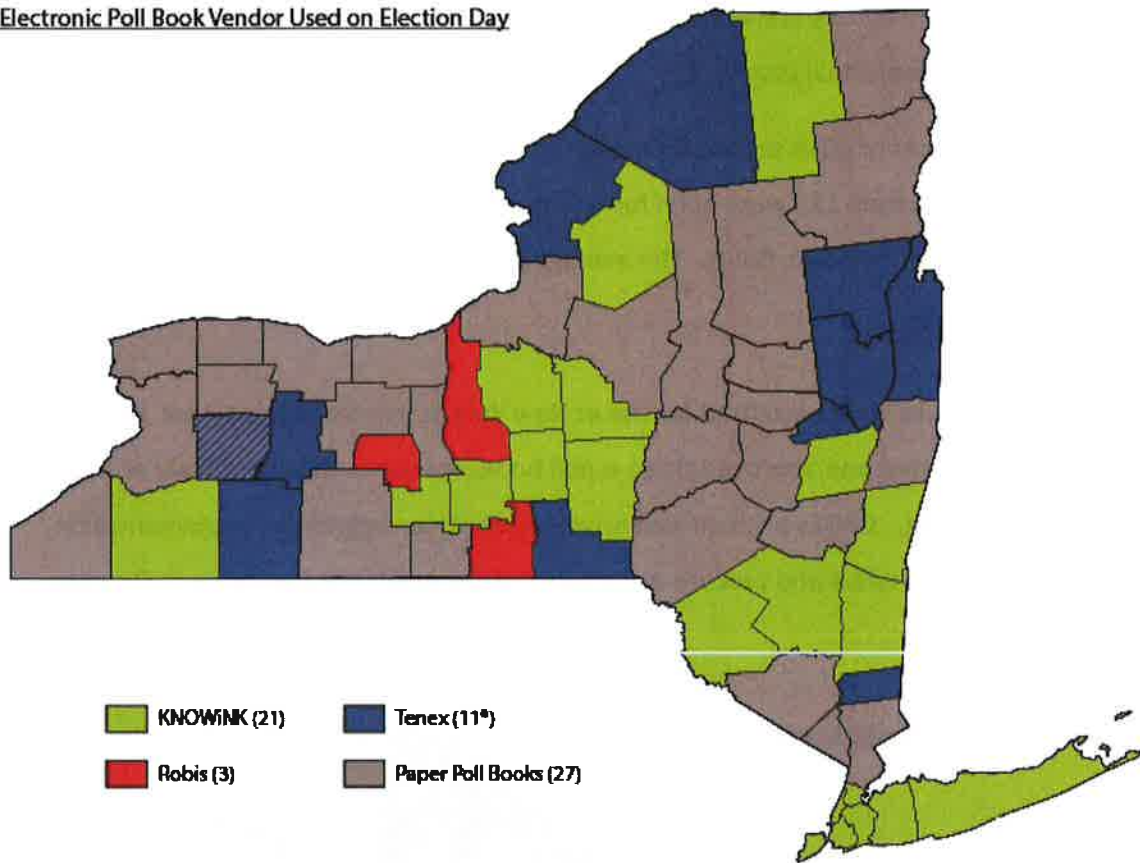 Electronic Poll Book Vendor Used on Election Day
KNOWiNK (21)
Tenex (11*)
Robis (3)
Paper Poll Books (27)